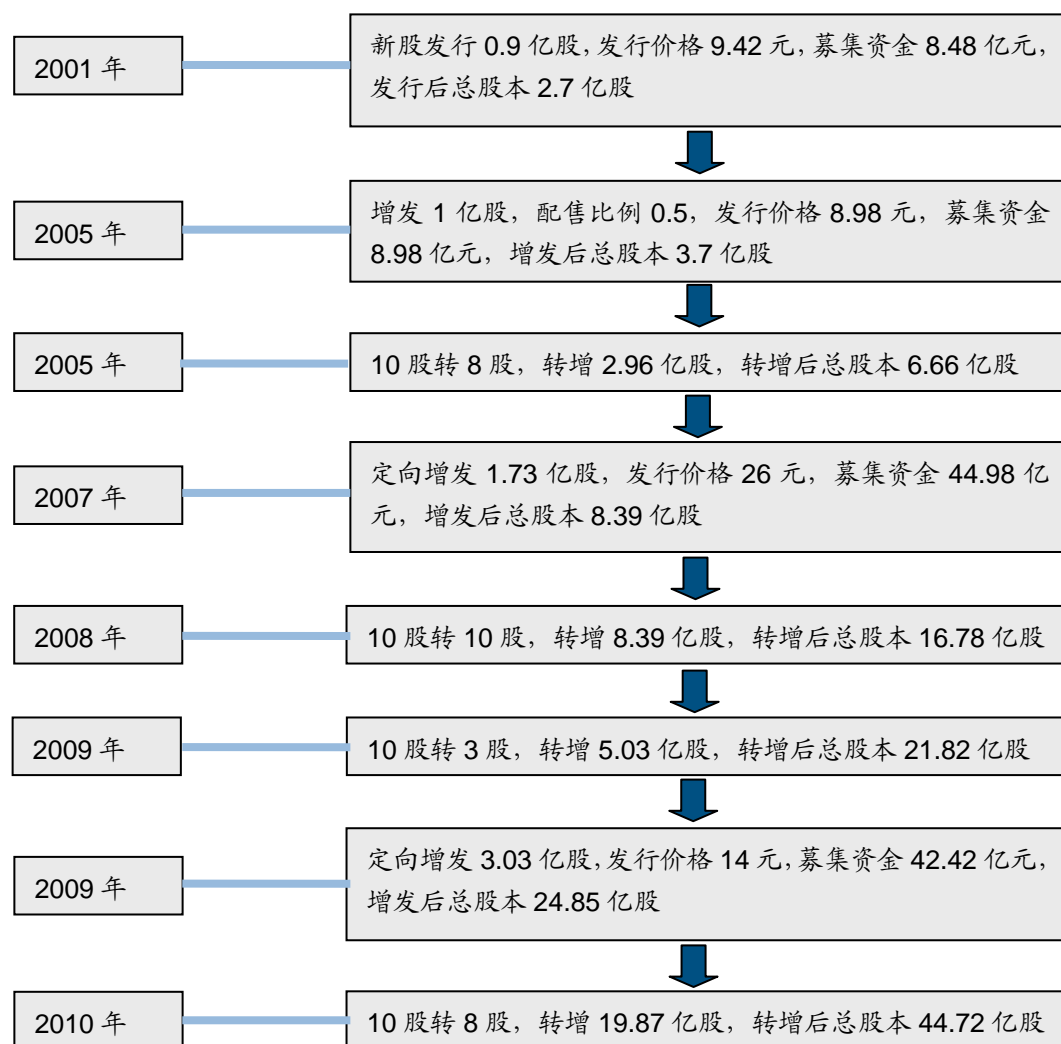 2001 年
新股发行 0.9 亿股，发行价格 9.42 元，募集资金 8.48 亿元，
发行后总股本 2.7 亿股
2005 年
增发 1 亿股，配售比例 0.5，发行价格 8.98 元，募集资金
8.98 亿元，增发后总股本 3.7 亿股
2005 年
10 股转 8 股，转增 2.96 亿股，转增后总股本 6.66 亿股
2007 年
定向增发 1.73 亿股，发行价格 26 元，募集资金 44.98 亿
元，增发后总股本 8.39 亿股
2008 年
10 股转 10 股，转增 8.39 亿股，转增后总股本 16.78 亿股
2009 年
10 股转 3 股，转增 5.03 亿股，转增后总股本 21.82 亿股
2009 年
定向增发 3.03 亿股，发行价格 14 元，募集资金 42.42 亿元，
增发后总股本 24.85 亿股
2010 年
10 股转 8 股，转增 19.87 亿股，转增后总股本 44.72 亿股